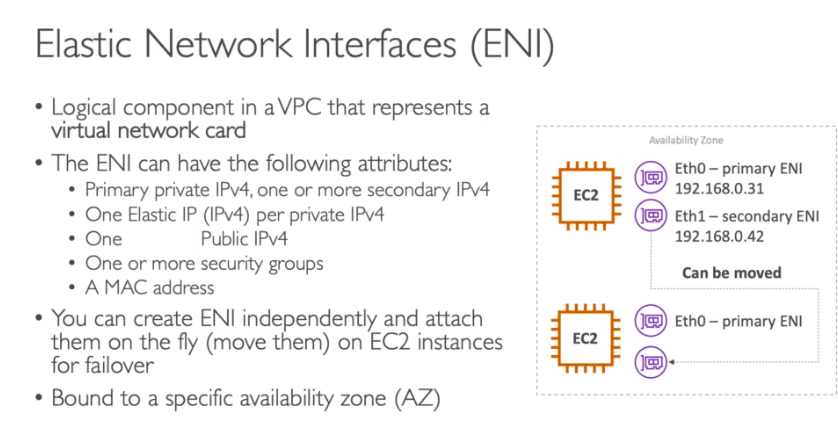 Elastic Network Interfaces (ENI)
• Logical component in a VPC that represents a
virtual network card
• The ENI can have the following attributes:
• Primary private IPv4, one or more secondary IPv4
• One Elastic IP (IPv4) per private IPv4
• One Public IPv4
• One or more security groups
• A MAC address
• You can create ENI independently and attach
them on the fly (move them) on EC2 instances
for failover
• Bound to a specific availability zone (AZ)
Availability Zone
EC2
Eth0 – primary ENI
192.168.0.31
Eth1 – secondary ENI
192.168.0.42
Can be moved
EC2
Eth0 – primary ENI